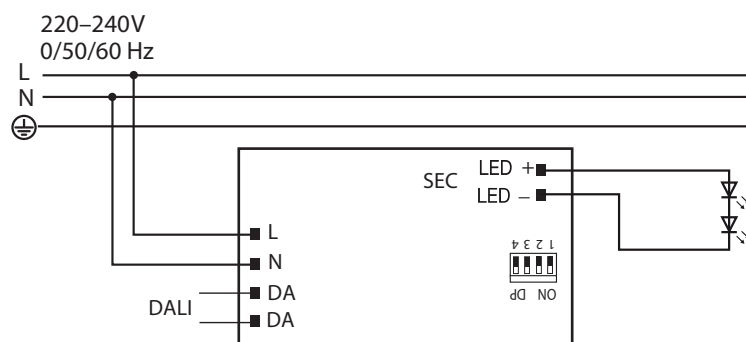 220–240V
0/50/60 Hz
L
N
SEC
LED +
LED –
L
N
DALI
DA
DA
1 2 3 4
ON DP